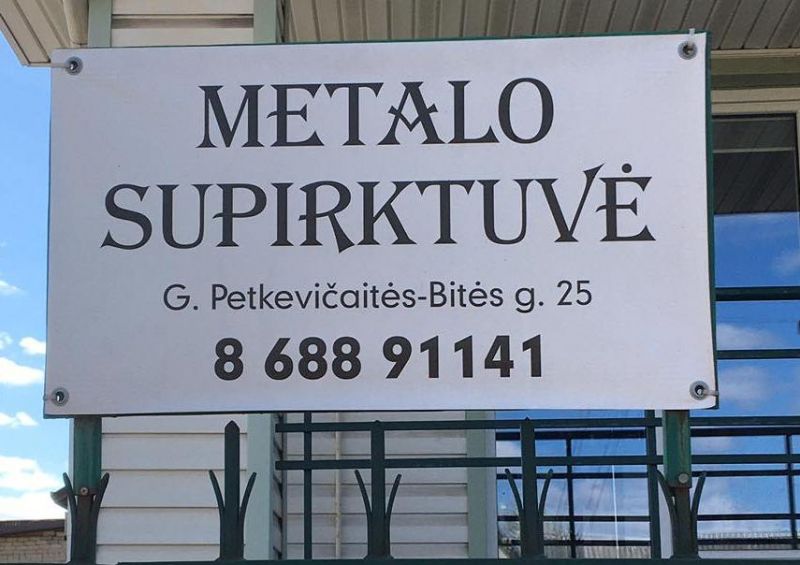 METALO
SUPIRKTUVĖ
G. Petkevičaitės-Bitės g. 25
8 688 91141